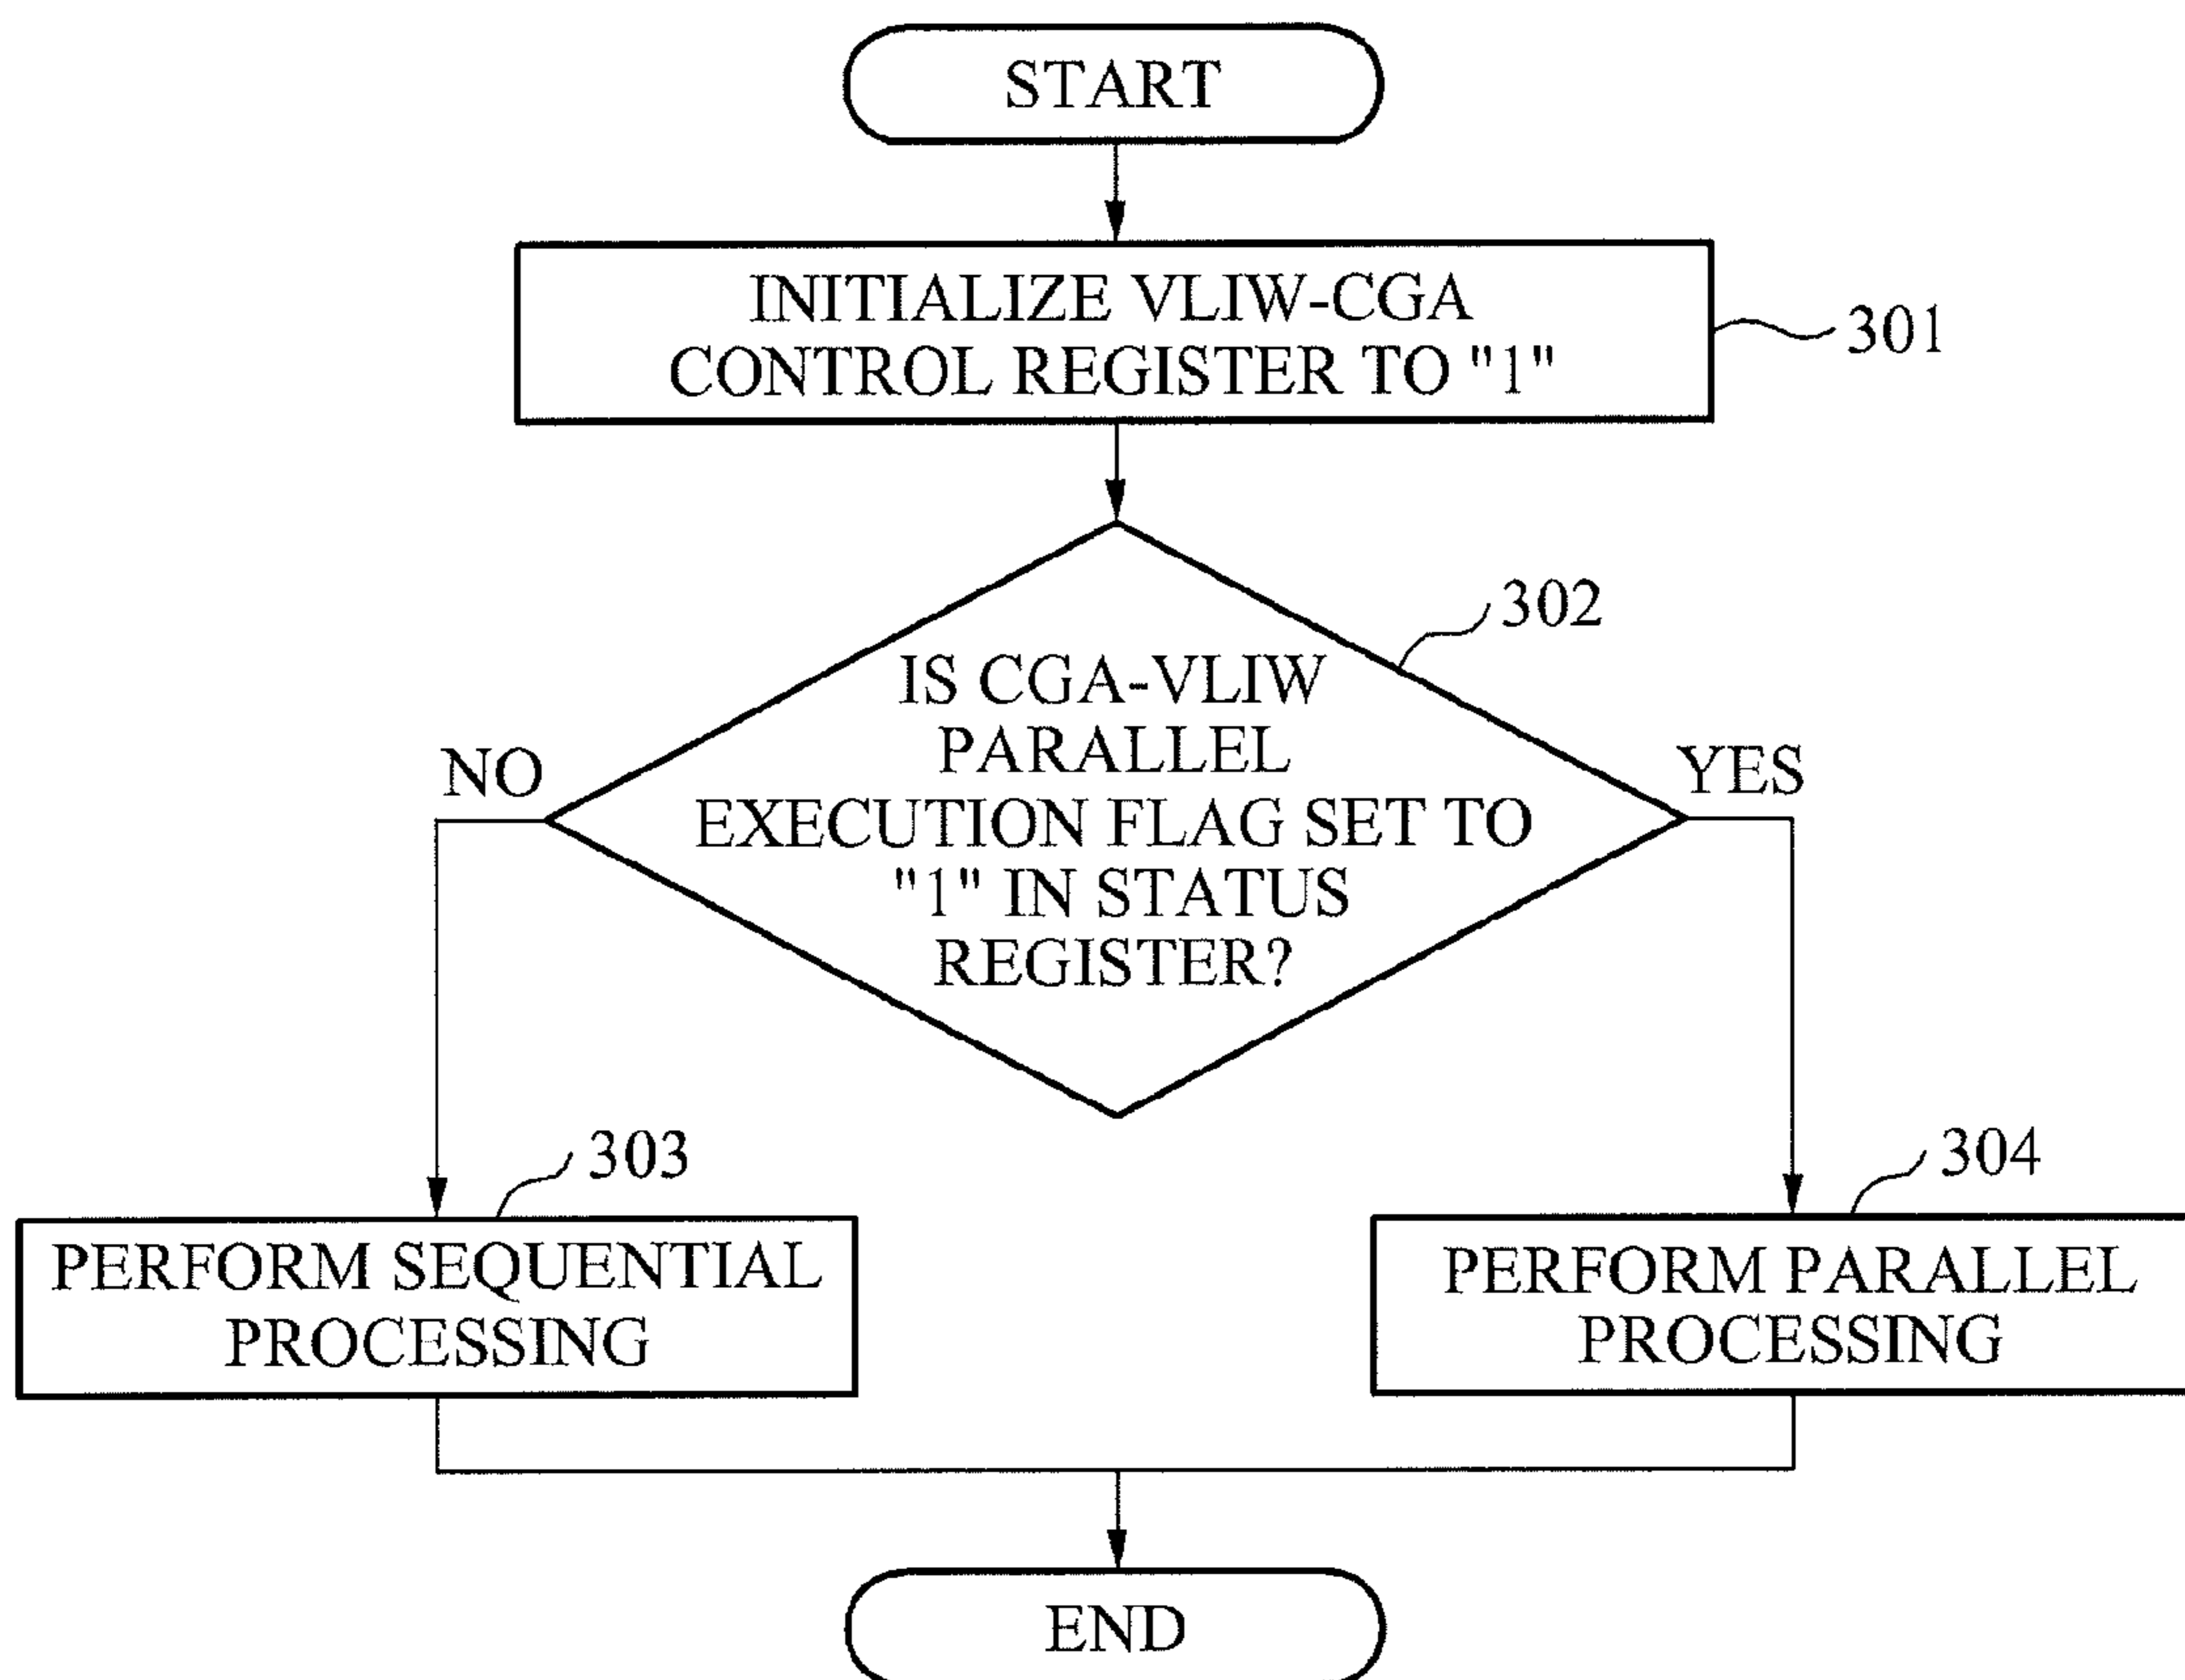 START
INITIALIZE VLIW-CGA
CONTROL REGISTER TO "1"
301
302
IS CGA-VLIW
PARALLEL
EXECUTION FLAG SET TO
"1" IN STATUS
REGISTER?
NO
YES
303
304
PERFORM SEQUENTIAL
PROCESSING
PERFORM PARALLEL
PROCESSING
END